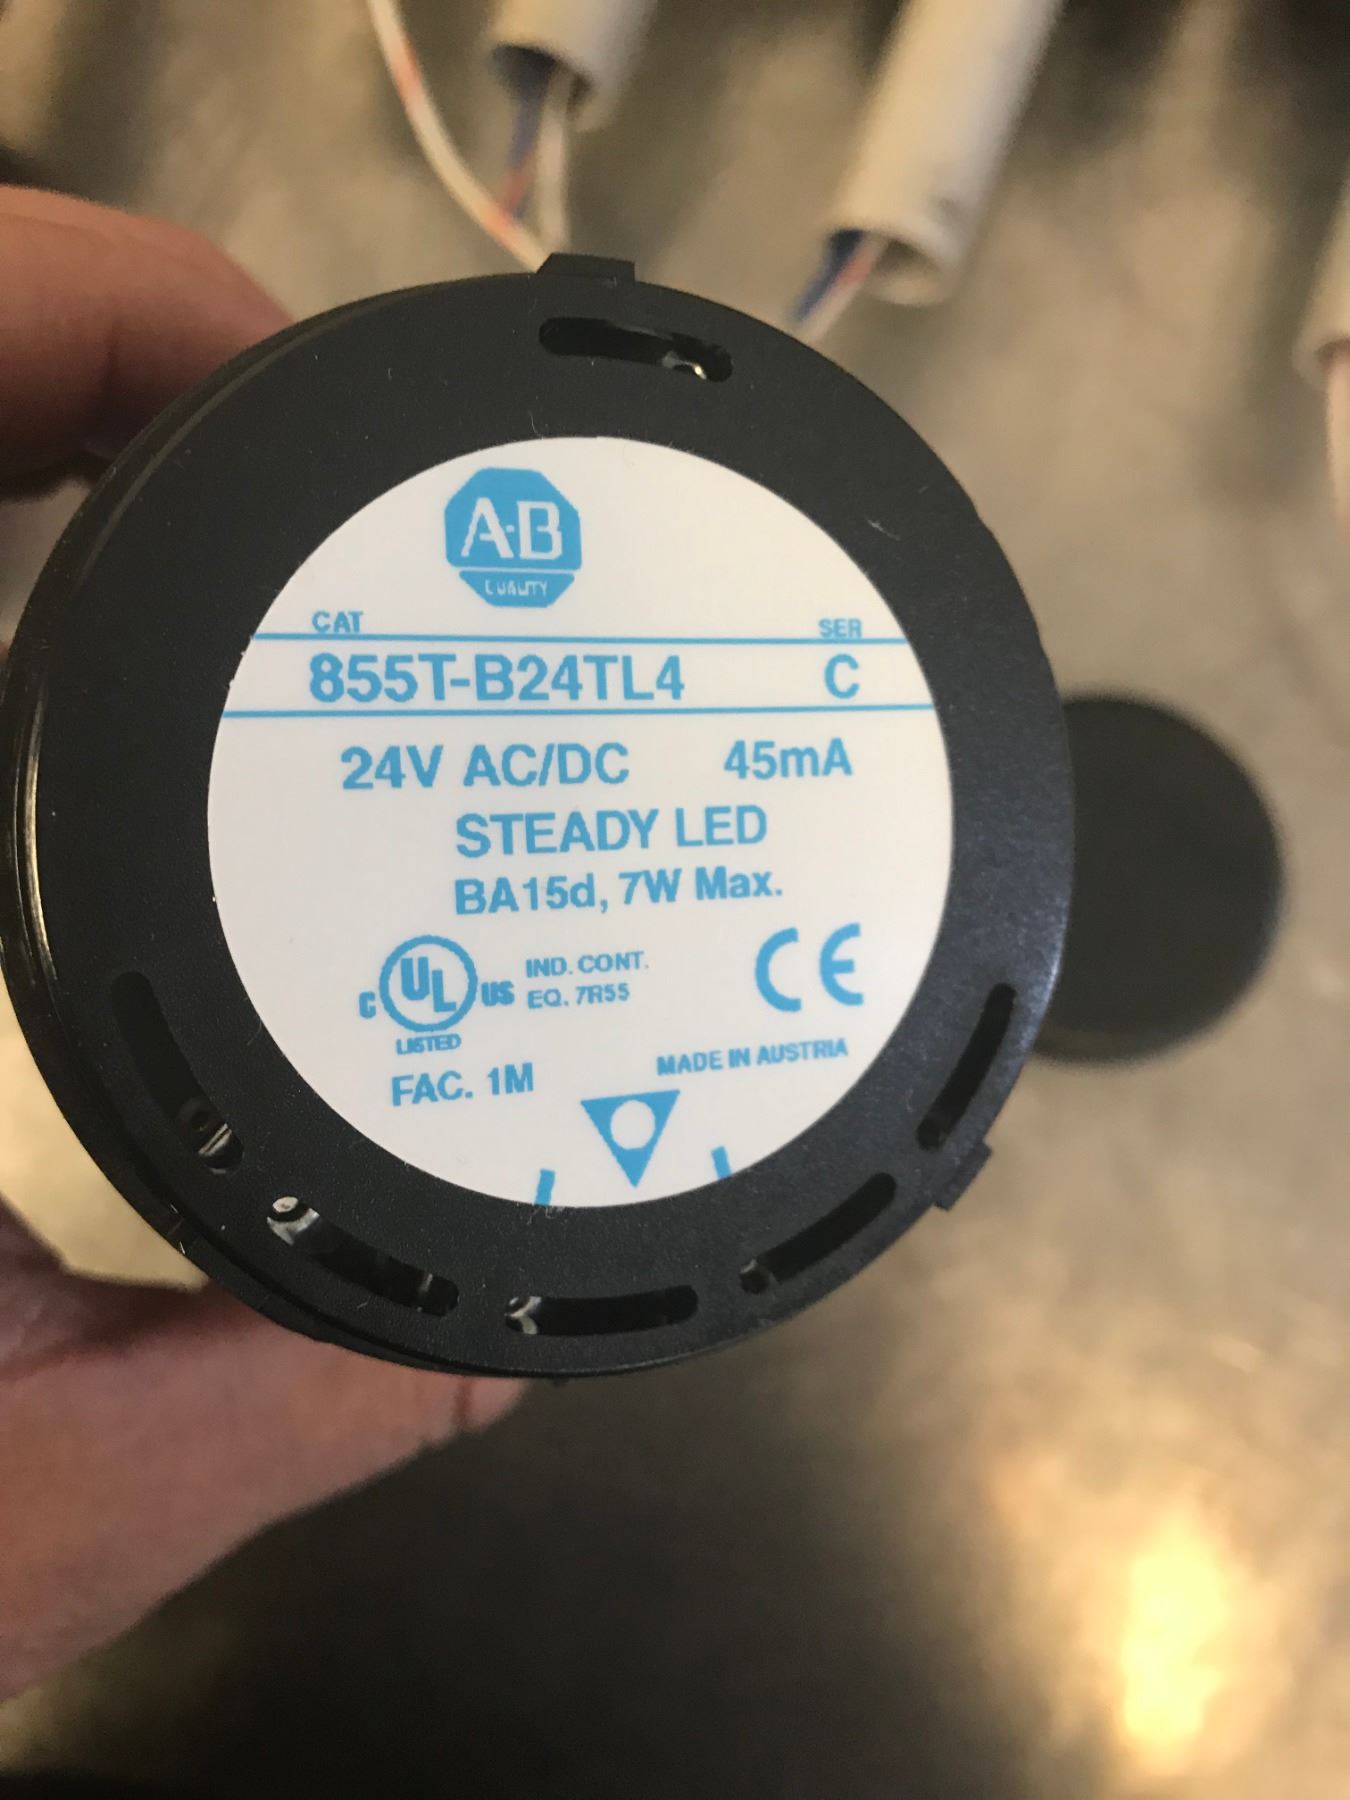 A-B
QUALITY
CAT SER
855T-B24TL4 C
24V AC/DC 45mA
STEADY LED
BA15d, 7W Max.
C UL US
LISTED
IND. CONT.
EQ. 7R55
CE
FAC. 1M
MADE IN AUSTRIA